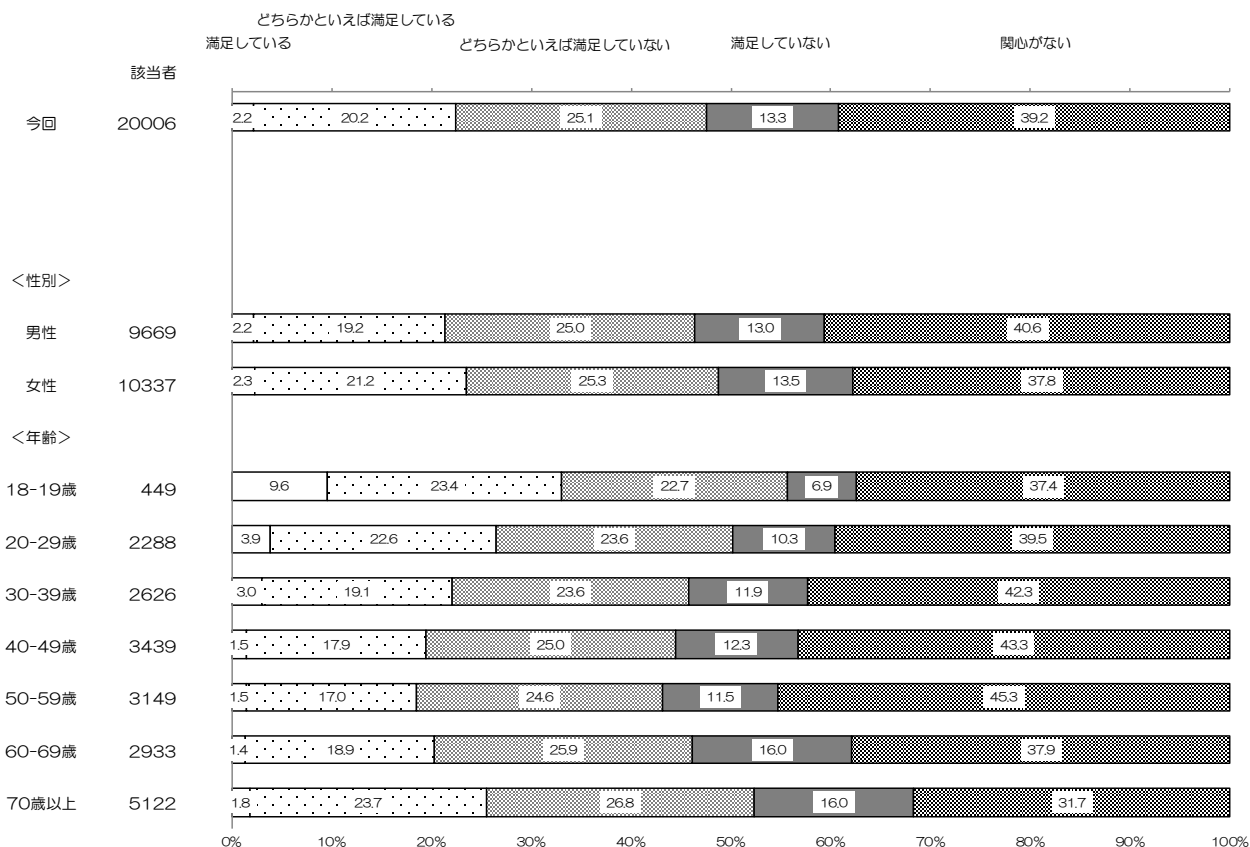 どちらかといえば満足している
満足している どちらかといえば満足していない 満足していない 関心がない
該当者
今回 20006 2.2 20.2 25.1 13.3 39.2
＜性別＞
男性 9669 2.2 19.2 25.0 13.0 40.6
女性 10337 2.3 21.2 25.3 13.5 37.8
＜年齢＞
18-19歳 449 9.6 23.4 22.7 6.9 37.4
20-29歳 2288 3.9 22.6 23.6 10.3 39.5
30-39歳 2626 3.0 19.1 23.6 11.9 42.3
40-49歳 3439 1.5 17.9 25.0 12.3 43.3
50-59歳 3149 1.5 17.0 24.6 11.5 45.3
60-69歳 2933 1.4 18.9 25.9 16.0 37.9
70歳以上 5122 1.8 23.7 26.8 16.0 31.7
0% 10% 20% 30% 40% 50% 60% 70% 80% 90% 100%